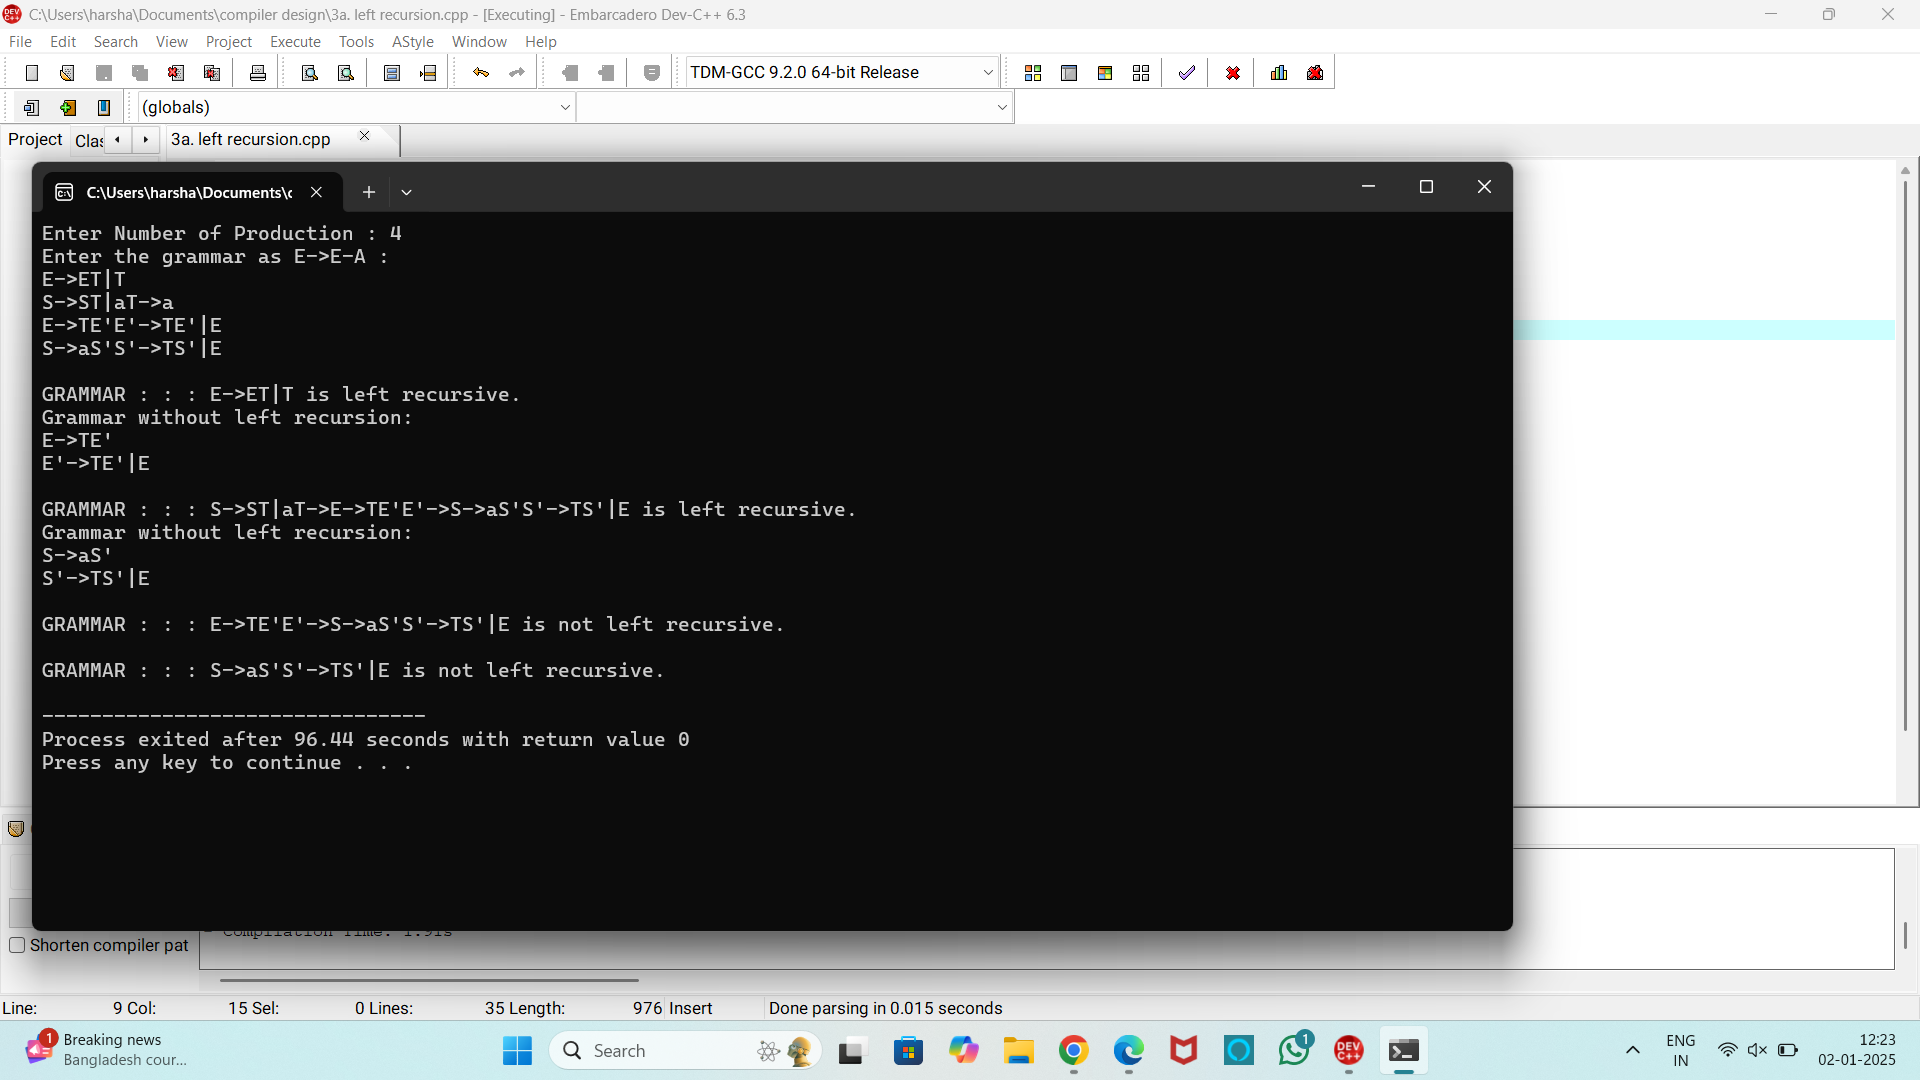 C:\Users\harsha\Documents\compiler design\3a. left recursion.cpp - [Executing] - Embarcadero Dev-C++ 6.3
File Edit Search View Project Execute Tools AStyle Window Help
TDM-GCC 9.2.0 64-bit Release
(globals)
Project Clas 3a. left recursion.cpp
C:\Users\harsha\Documents\c
Enter Number of Production : 4
Enter the grammar as E->E-A :
E->ET|T
S->ST|aT->a
E->TE'E'->TE'|E
S->aS'S'->TS'|E
GRAMMAR : : : E->ET|T is left recursive.
Grammar without left recursion:
E->TE'
E'->TE'|E
GRAMMAR : : : S->ST|aT->E->TE'E'->S->aS'S'->TS'|E is left recursive.
Grammar without left recursion:
S->aS'
S'->TS'|E
GRAMMAR : : : E->TE'E'->S->aS'S'->TS'|E is not left recursive.
GRAMMAR : : : S->aS'S'->TS'|E is not left recursive.
--------------------------------
Process exited after 96.44 seconds with return value 0
Press any key to continue . . .
Compilation Time: 1.91s
Shorten compiler pat
Line: 9 Col: 15 Sel: 0 Lines: 35 Length: 976 Insert Done parsing in 0.015 seconds
1
Breaking news
Bangladesh cour...
Search
1
DEV C++
ENG
IN
12:23
02-01-2025